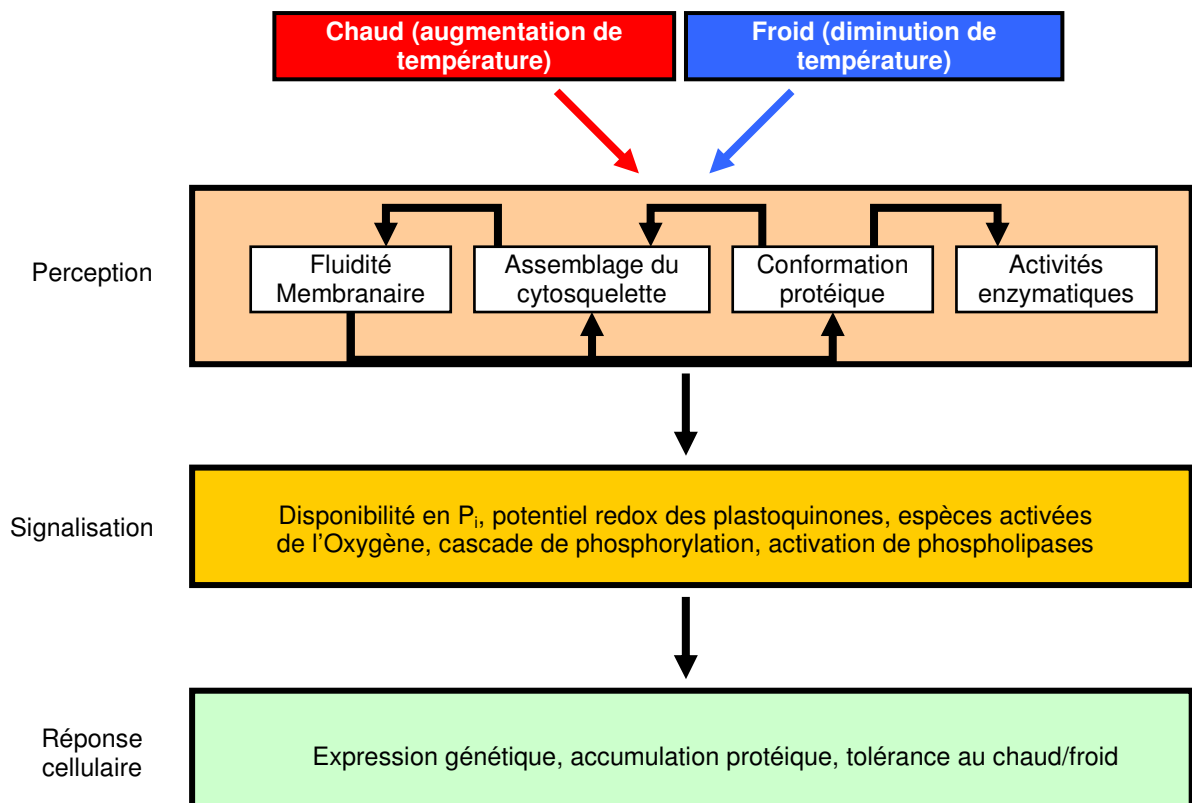 Chaud (augmentation de
température)
Froid (diminution de
température)
Perception
Fluidité
Membranaire
Assemblage du
cytosquelette
Conformation
protéique
Activités
enzymatiques
Signalisation
Disponibilité en Pi, potentiel redox des plastoquinones, espèces activées
de l'Oxygène, cascade de phosphorylation, activation de phospholipases
Réponse
cellulaire
Expression génétique, accumulation protéique, tolérance au chaud/froid